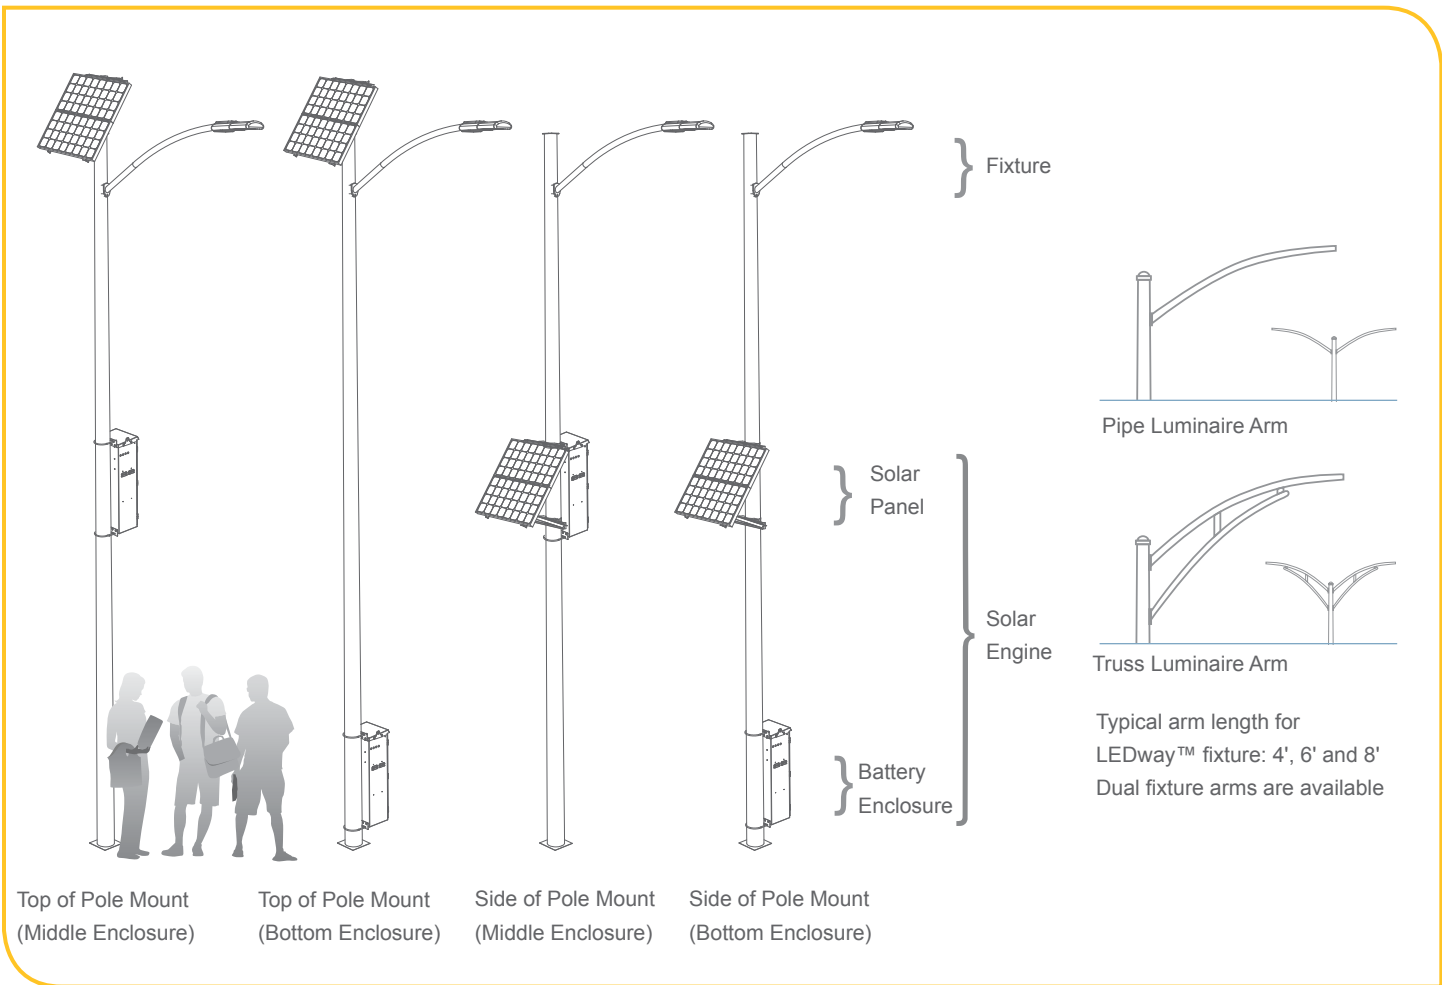 Fixture
Solar
Panel
Solar
Engine
Battery
Enclosure
Pipe Luminaire Arm
Truss Luminaire Arm
Typical arm length for
LEDway™ fixture: 4', 6' and 8'
Dual fixture arms are available
Top of Pole Mount
(Middle Enclosure)
Top of Pole Mount
(Bottom Enclosure)
Side of Pole Mount
(Middle Enclosure)
Side of Pole Mount
(Bottom Enclosure)